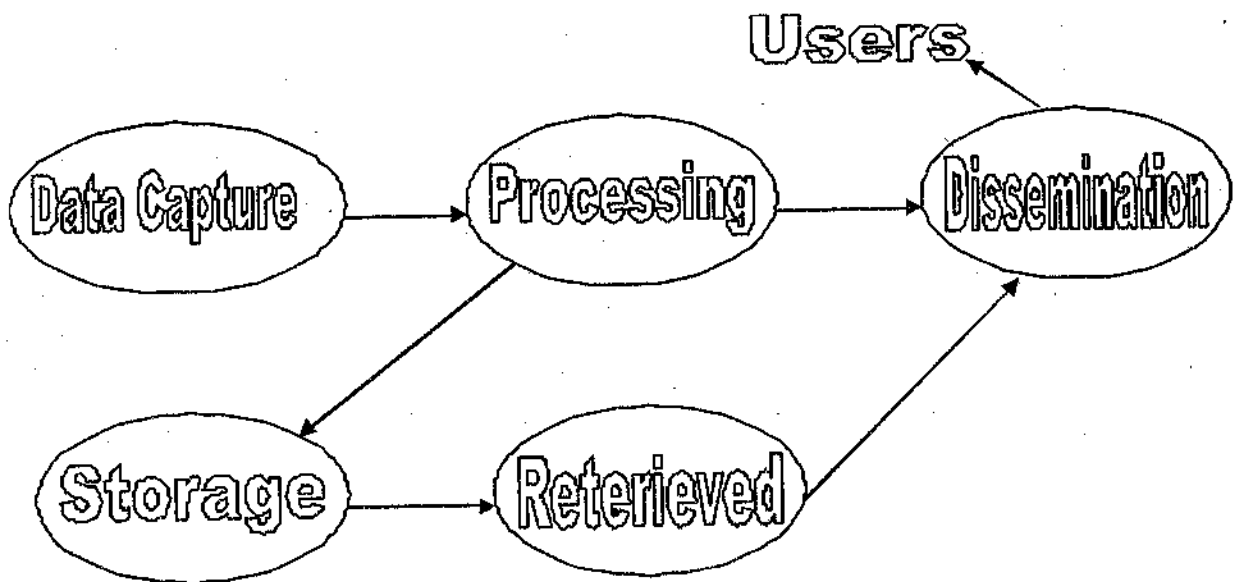 Users
Data Capture
Processing
Dissemination
Storage
Reterieved